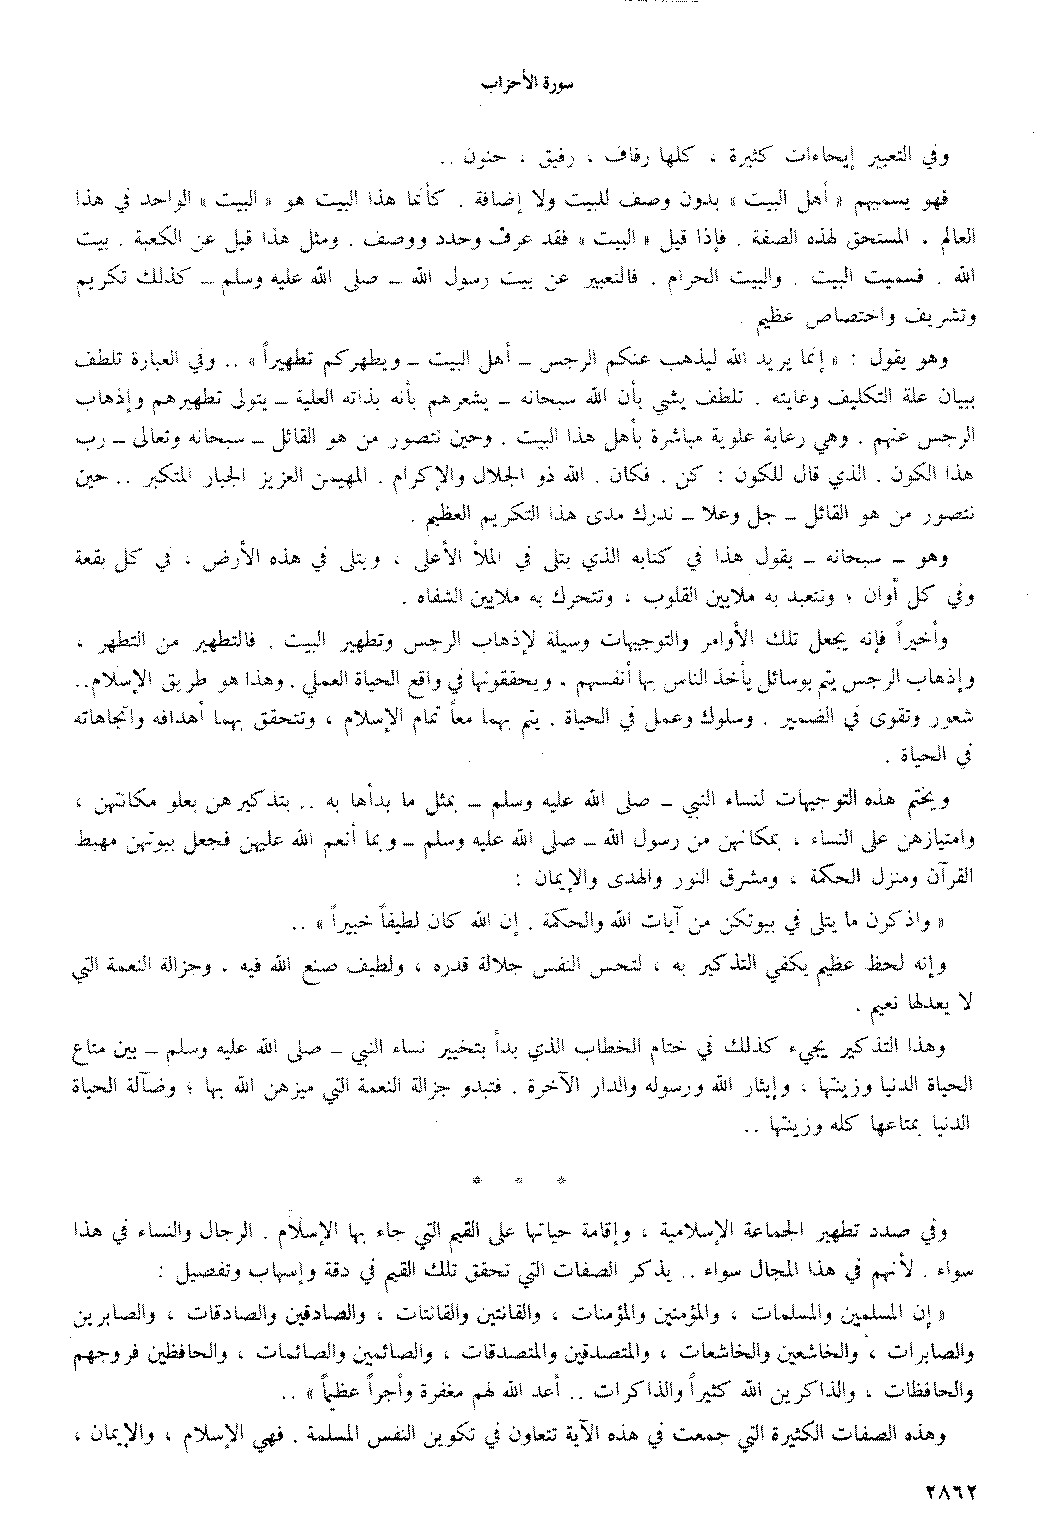 سورة الأحزاب
وفي التعبير إيحاءات كثيرة ، كلها رفاف ، رفيق ، حنون ..
فهو يسميهم « أهل البيت » بدون وصف للبيت ولا إضافة . كأنما هذا البيت هو « البيت » الواحد في هذا
العالم ، المستحق لهذه الصفة . فإذا قيل « البيت » فقد عرف وحدد ووصف . ومثل هذا قيل عن الكعبة . بيت
الله . فسميت البيت . والبيت الحرام . فالتعبير عن بيت رسول الله – صلى الله عليه وسلم – كذلك تكريم
وتشريف واختصاص عظيم .
وهو يقول : « إنما يريد الله ليذهب عنكم الرجس – أهل البيت – ويطهركم تطهيراً » .. وفي العبارة تلطف
ببيان علة التكليف وغايته . تلطف يشي بأن الله سبحانه – يشعرهم بأنه بذاته العلية – يتولى تطهيرهم وإذهاب
الرجس عنهم . وهي رعاية علوية مباشرة بأهل هذا البيت . وحين نتصور من هو القائل – سبحانه وتعالى – رب
هذا الكون . الذي قال للكون : كن . فكان . الله ذو الجلال والإكرام . المهيمن العزيز الجبار المتكبر .. حين
نتصور من هو القائل – جل وعلا – ندرك مدى هذا التكريم العظيم .
وهو – سبحانه – يقول هذا في كتابه الذي يتلى في الملأ الأعلى ، ويتلى في هذه الأرض ، في كل بقعة
وفي كل أوان ؛ وتتعبد به ملايين القلوب ، وتتحرك به ملايين الشفاه .
وأخيراً فإنه يجعل تلك الأوامر والتوجيهات وسيلة لإذهاب الرجس وتطهير البيت . فالتطهير من التطهر ،
وإذهاب الرجس يتم بوسائل يأخذ الناس بها أنفسهم ، ويحققونها في واقع الحياة العملي . وهذا هو طريق الإسلام..
شعور وتقوى في الضمير . وسلوك وعمل في الحياة . يتم بهما معاً تمام الإسلام ، وتتحقق بهما أهدافه واتجاهاته
في الحياة .
ويختم هذه التوجيهات لنساء النبي – صلى الله عليه وسلم – بمثل ما بدأها به .. بتذكيرهن بعلو مكانتهن ،
وامتيازهن على النساء ، بمكانهن من رسول الله – صلى الله عليه وسلم – وبما أنعم الله عليهن فجعل بيوتهن مهبط
القرآن ومنزل الحكمة ، ومشرق النور والهدى والإيمان :
« واذكرن ما يتلى في بيوتكن من آيات الله والحكمة . إن الله كان لطيفاً خبيراً » ..
وإنه لحظ عظيم يكفي التذكير به ، لتحس النفس جلالة قدره ، ولطيف صنع الله فيه ، وجزالة النعمة التي
لا يعدلها نعيم .
وهذا التذكير يجيء كذلك في ختام الخطاب الذي بدأ بتخيير نساء النبي – صلى الله عليه وسلم – بين متاع
الحياة الدنيا وزينتها ، وإيثار الله ورسوله والدار الآخرة . فتبدو جزالة النعمة التي ميزهن الله بها ؛ وضآلة الحياة
الدنيا بمتاعها كله وزينتها ..
* * *
وفي صدد تطهير الجماعة الإسلامية ، وإقامة حياتها على القيم التي جاء بها الإسلام . الرجال والنساء في هذا
سواء . لأنهم في هذا المجال سواء .. يذكر الصفات التي تحقق تلك القيم في دقة وإسهاب وتفصيل :
« إن المسلمين والمسلمات ، والمؤمنين والمؤمنات ، والقانتين والقانتات ، والصادقين والصادقات ، والصابرين
والصابرات ، والخاشعين والخاشعات ، والمتصدقين والمتصدقات ، والصائمين والصائمات ، والحافظين فروجهم
والحافظات ، والذاكرين الله كثيراً والذاكرات .. أعد الله لهم مغفرة وأجراً عظيماً » ..
وهذه الصفات الكثيرة التي جمعت في هذه الآية تتعاون في تكوين النفس المسلمة . فهي الإسلام ، والإيمان ،
٢٨٦٢